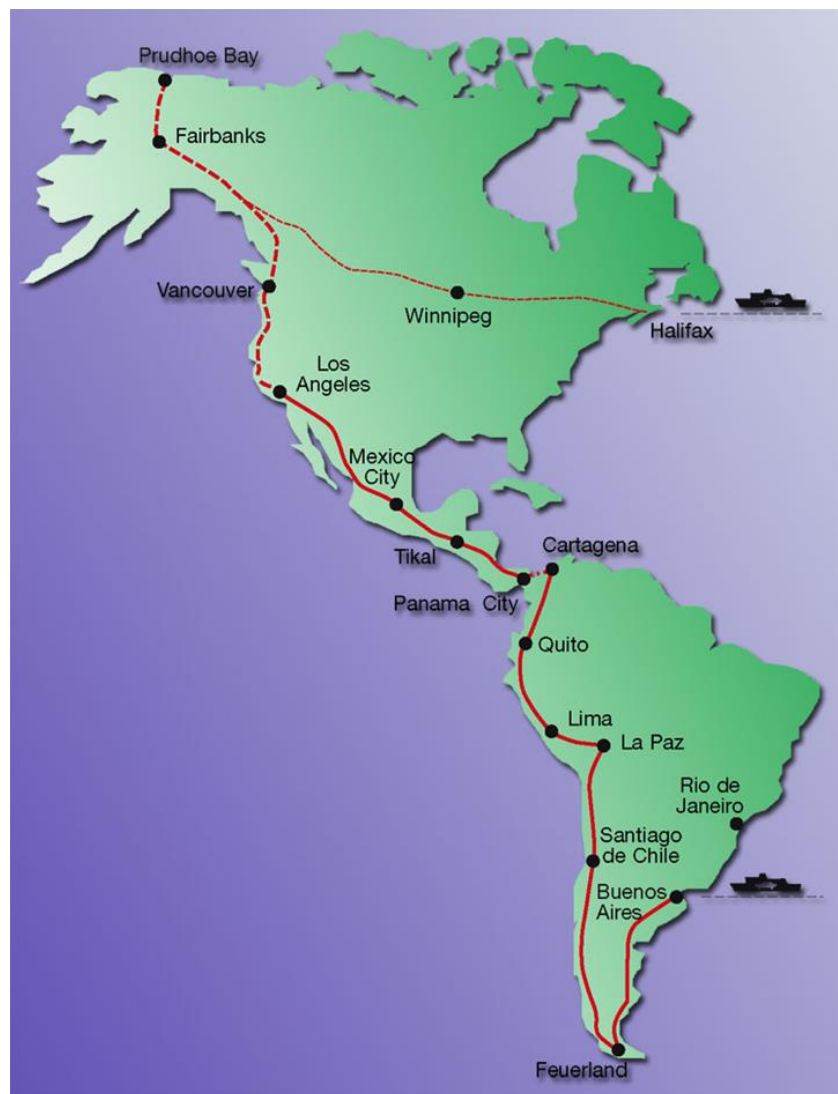 Prudhoe Bay
Fairbanks
Vancouver
Winnipeg
Halifax
Los
Angeles
Mexico
City
Tikal
Cartagena
Panama City
Quito
Lima
La Paz
Rio de
Janeiro
Santiago
de Chile
Buenos
Aires
Feuerland